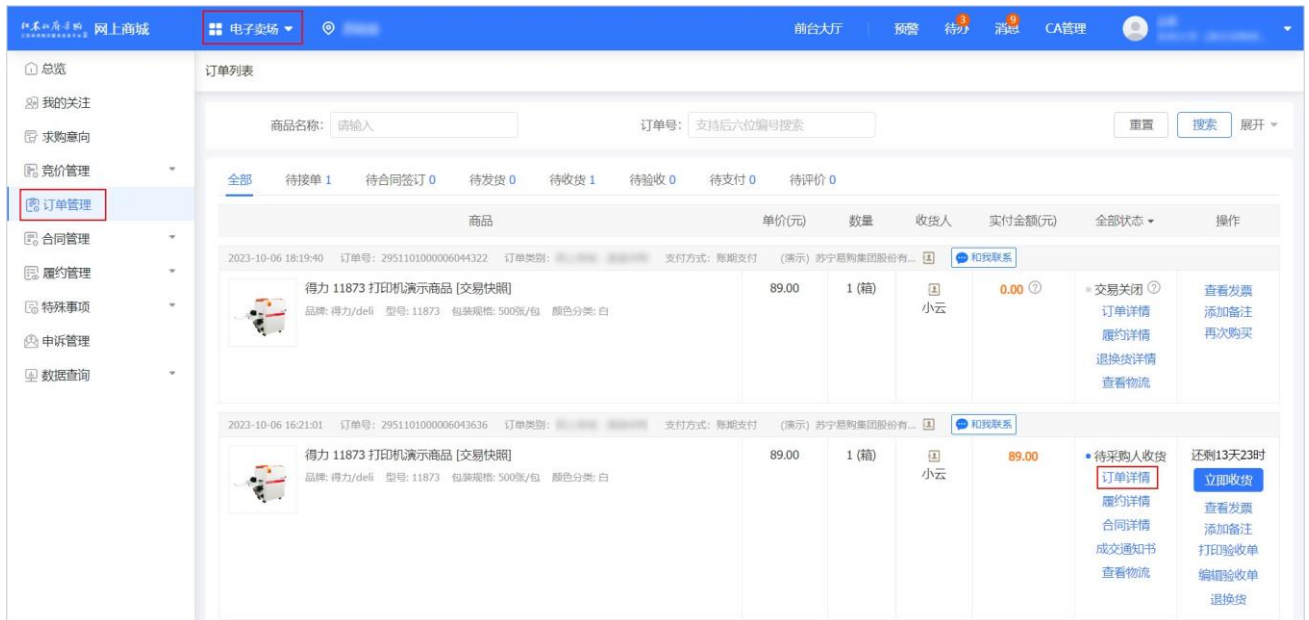 网上商城
电子卖场
前台大厅 预警 待办 3 消息 9 CA管理
总览
我的关注
求购意向
竞价管理
订单管理
合同管理
履约管理
特殊事项
申诉管理
数据查询
订单列表
商品名称: 请输入 订单号: 支持后六位编号搜索 重置 搜索 展开
全部 待接单 1 待合同签订 0 待发货 0 待收货 1 待验收 0 待支付 0 待评价 0
商品 单价(元) 数量 收货人 实付金额(元) 全部状态 操作
2023-10-06 18:19:40 订单号: 2951101000006044322 订单类别: 支付方式: 账期支付 (演示) 苏宁易购集团股份有... 和我联系
得力 11873 打印机演示商品 [交易快照] 89.00 1 (箱) 小云 0.00 交易关闭 查看发票
品牌: 得力/deli 型号: 11873 包装规格: 500张/包 颜色分类: 白 订单详情 添加备注
履约详情 再次购买
退换货详情
查看物流
2023-10-06 16:21:01 订单号: 2951101000006043636 订单类别: 支付方式: 账期支付 (演示) 苏宁易购集团股份有... 和我联系
得力 11873 打印机演示商品 [交易快照] 89.00 1 (箱) 小云 89.00 待采购人收货 还剩13天23时
品牌: 得力/deli 型号: 11873 包装规格: 500张/包 颜色分类: 白 订单详情 立即收货
履约详情 查看发票
合同详情 添加备注
成交通知书 打印验收单
查看物流 编辑验收单
退换货